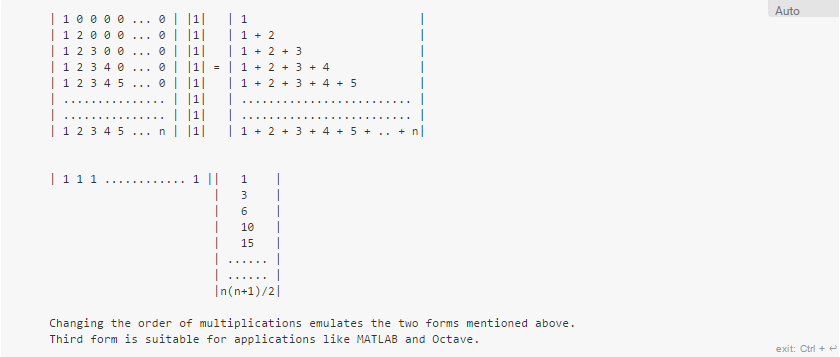 Auto
| 1 0 0 0 0 ... 0 | |1|   | 1                         |
| 1 2 0 0 0 ... 0 | |1|   | 1 + 2                     |
| 1 2 3 0 0 ... 0 | |1|   | 1 + 2 + 3                 |
| 1 2 3 4 0 ... 0 | |1| = | 1 + 2 + 3 + 4             |
| 1 2 3 4 5 ... 0 | |1|   | 1 + 2 + 3 + 4 + 5         |
| ............... | |1|   | ......................... |
| ............... | |1|   | ......................... |
| 1 2 3 4 5 ... n | |1|   | 1 + 2 + 3 + 4 + 5 + .. + n|
| 1 1 1 ............ 1 || 1 |
| 3 |
| 6 |
| 10 |
| 15 |
| ...... |
| ...... |
|n(n+1)/2|
Changing the order of multiplications emulates the two forms mentioned above.
Third form is suitable for applications like MATLAB and Octave.
exit: Ctrl + ↩